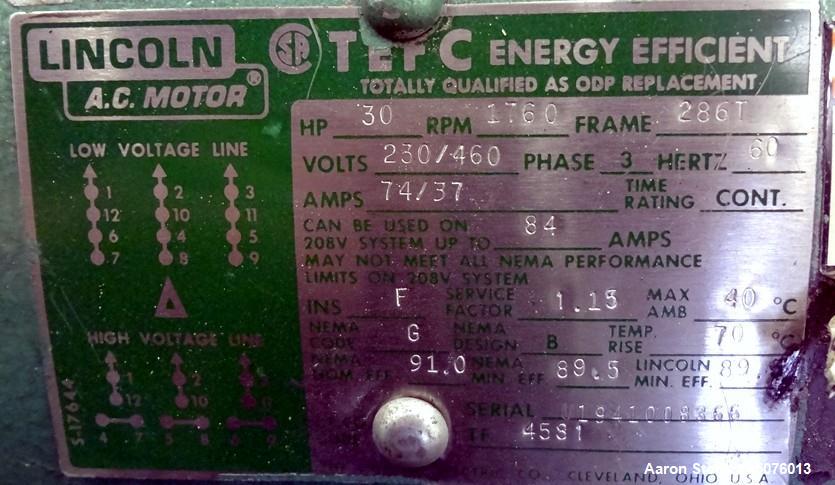 LINCOLN
A.C. MOTOR®
TEFC ENERGY EFFICIENT
TOTALLY QUALIFIED AS ODP REPLACEMENT
LOW VOLTAGE LINE
1 2 3
12 10 11
6 4 5
7 8 9
HIGH VOLTAGE LINE
1 2
12 10
4 7 5 8 6 9
S-17644
HP 30 RPM 1760 FRAME 286T
VOLTS 230/460 PHASE 3 HERTZ 60
AMPS 74/37 TIME RATING CONT.
CAN BE USED ON
208V SYSTEM UP TO 84 AMPS
MAY NOT MEET ALL NEMA PERFORMANCE
LIMITS ON 208V SYSTEM
INS F SERVICE FACTOR 1.15 MAX AMB 40 °C
NEMA CODE G NEMA DESIGN B TEMP. RISE 70 °C
NEMA NOM. EFF. 91.0 NEMA MIN. EFF. 89.5 LINCOLN MIN. EFF. 89.
SERIAL
TF 4581
CO., CLEVELAND, OHIO U.S.A.
Aaron